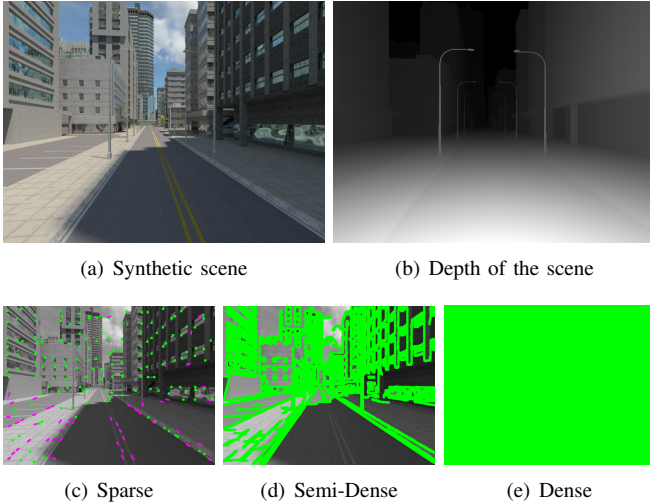 (a) Synthetic scene
(b) Depth of the scene
(c) Sparse
(d) Semi-Dense
(e) Dense